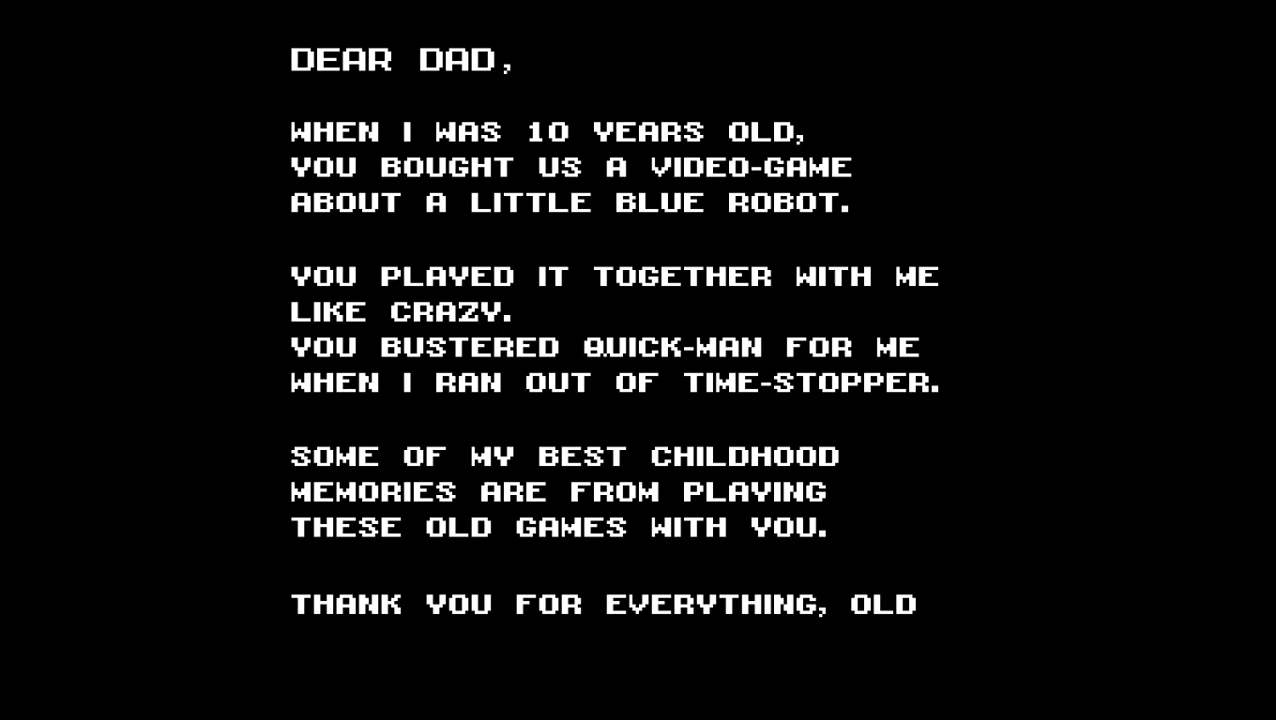 DEAR DAD,
WHEN I WAS 10 YEARS OLD,
YOU BOUGHT US A VIDEO-GAME
ABOUT A LITTLE BLUE ROBOT.
YOU PLAYED IT TOGETHER WITH ME
LIKE CRAZY.
YOU BUSTERED QUICK-MAN FOR ME
WHEN I RAN OUT OF TIME-STOPPER.
SOME OF MY BEST CHILDHOOD
MEMORIES ARE FROM PLAYING
THESE OLD GAMES WITH YOU.
THANK YOU FOR EVERYTHING, OLD